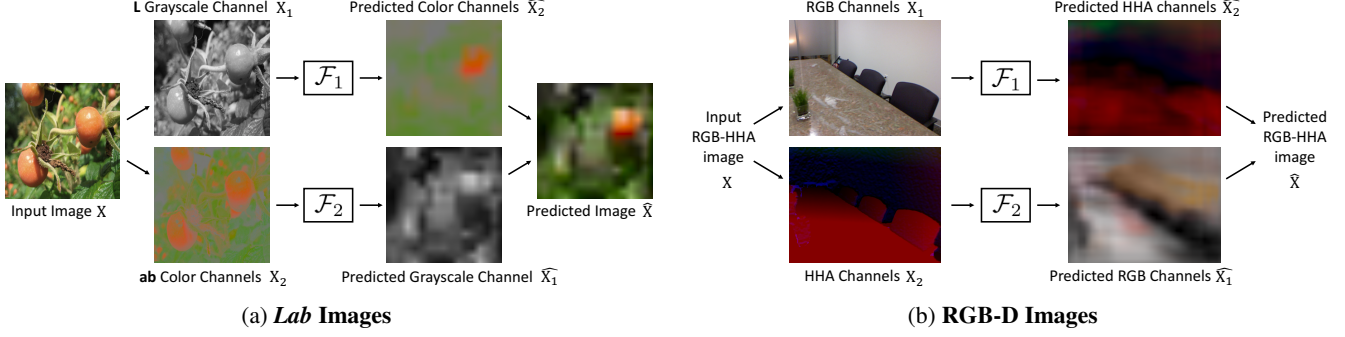 L Grayscale Channel X₁
Predicted Color Channels X̂₂
ℱ₁
Input Image X
Predicted Image X̂
ℱ₂
ab Color Channels X₂
Predicted Grayscale Channel X̂₁
(a) Lab Images
RGB Channels X₁
Predicted HHA channels X̂₂
ℱ₁
Input
RGB-HHA
image
X
Predicted
RGB-HHA
image
X̂
ℱ₂
HHA Channels X₂
Predicted RGB Channels X̂₁
(b) RGB-D Images